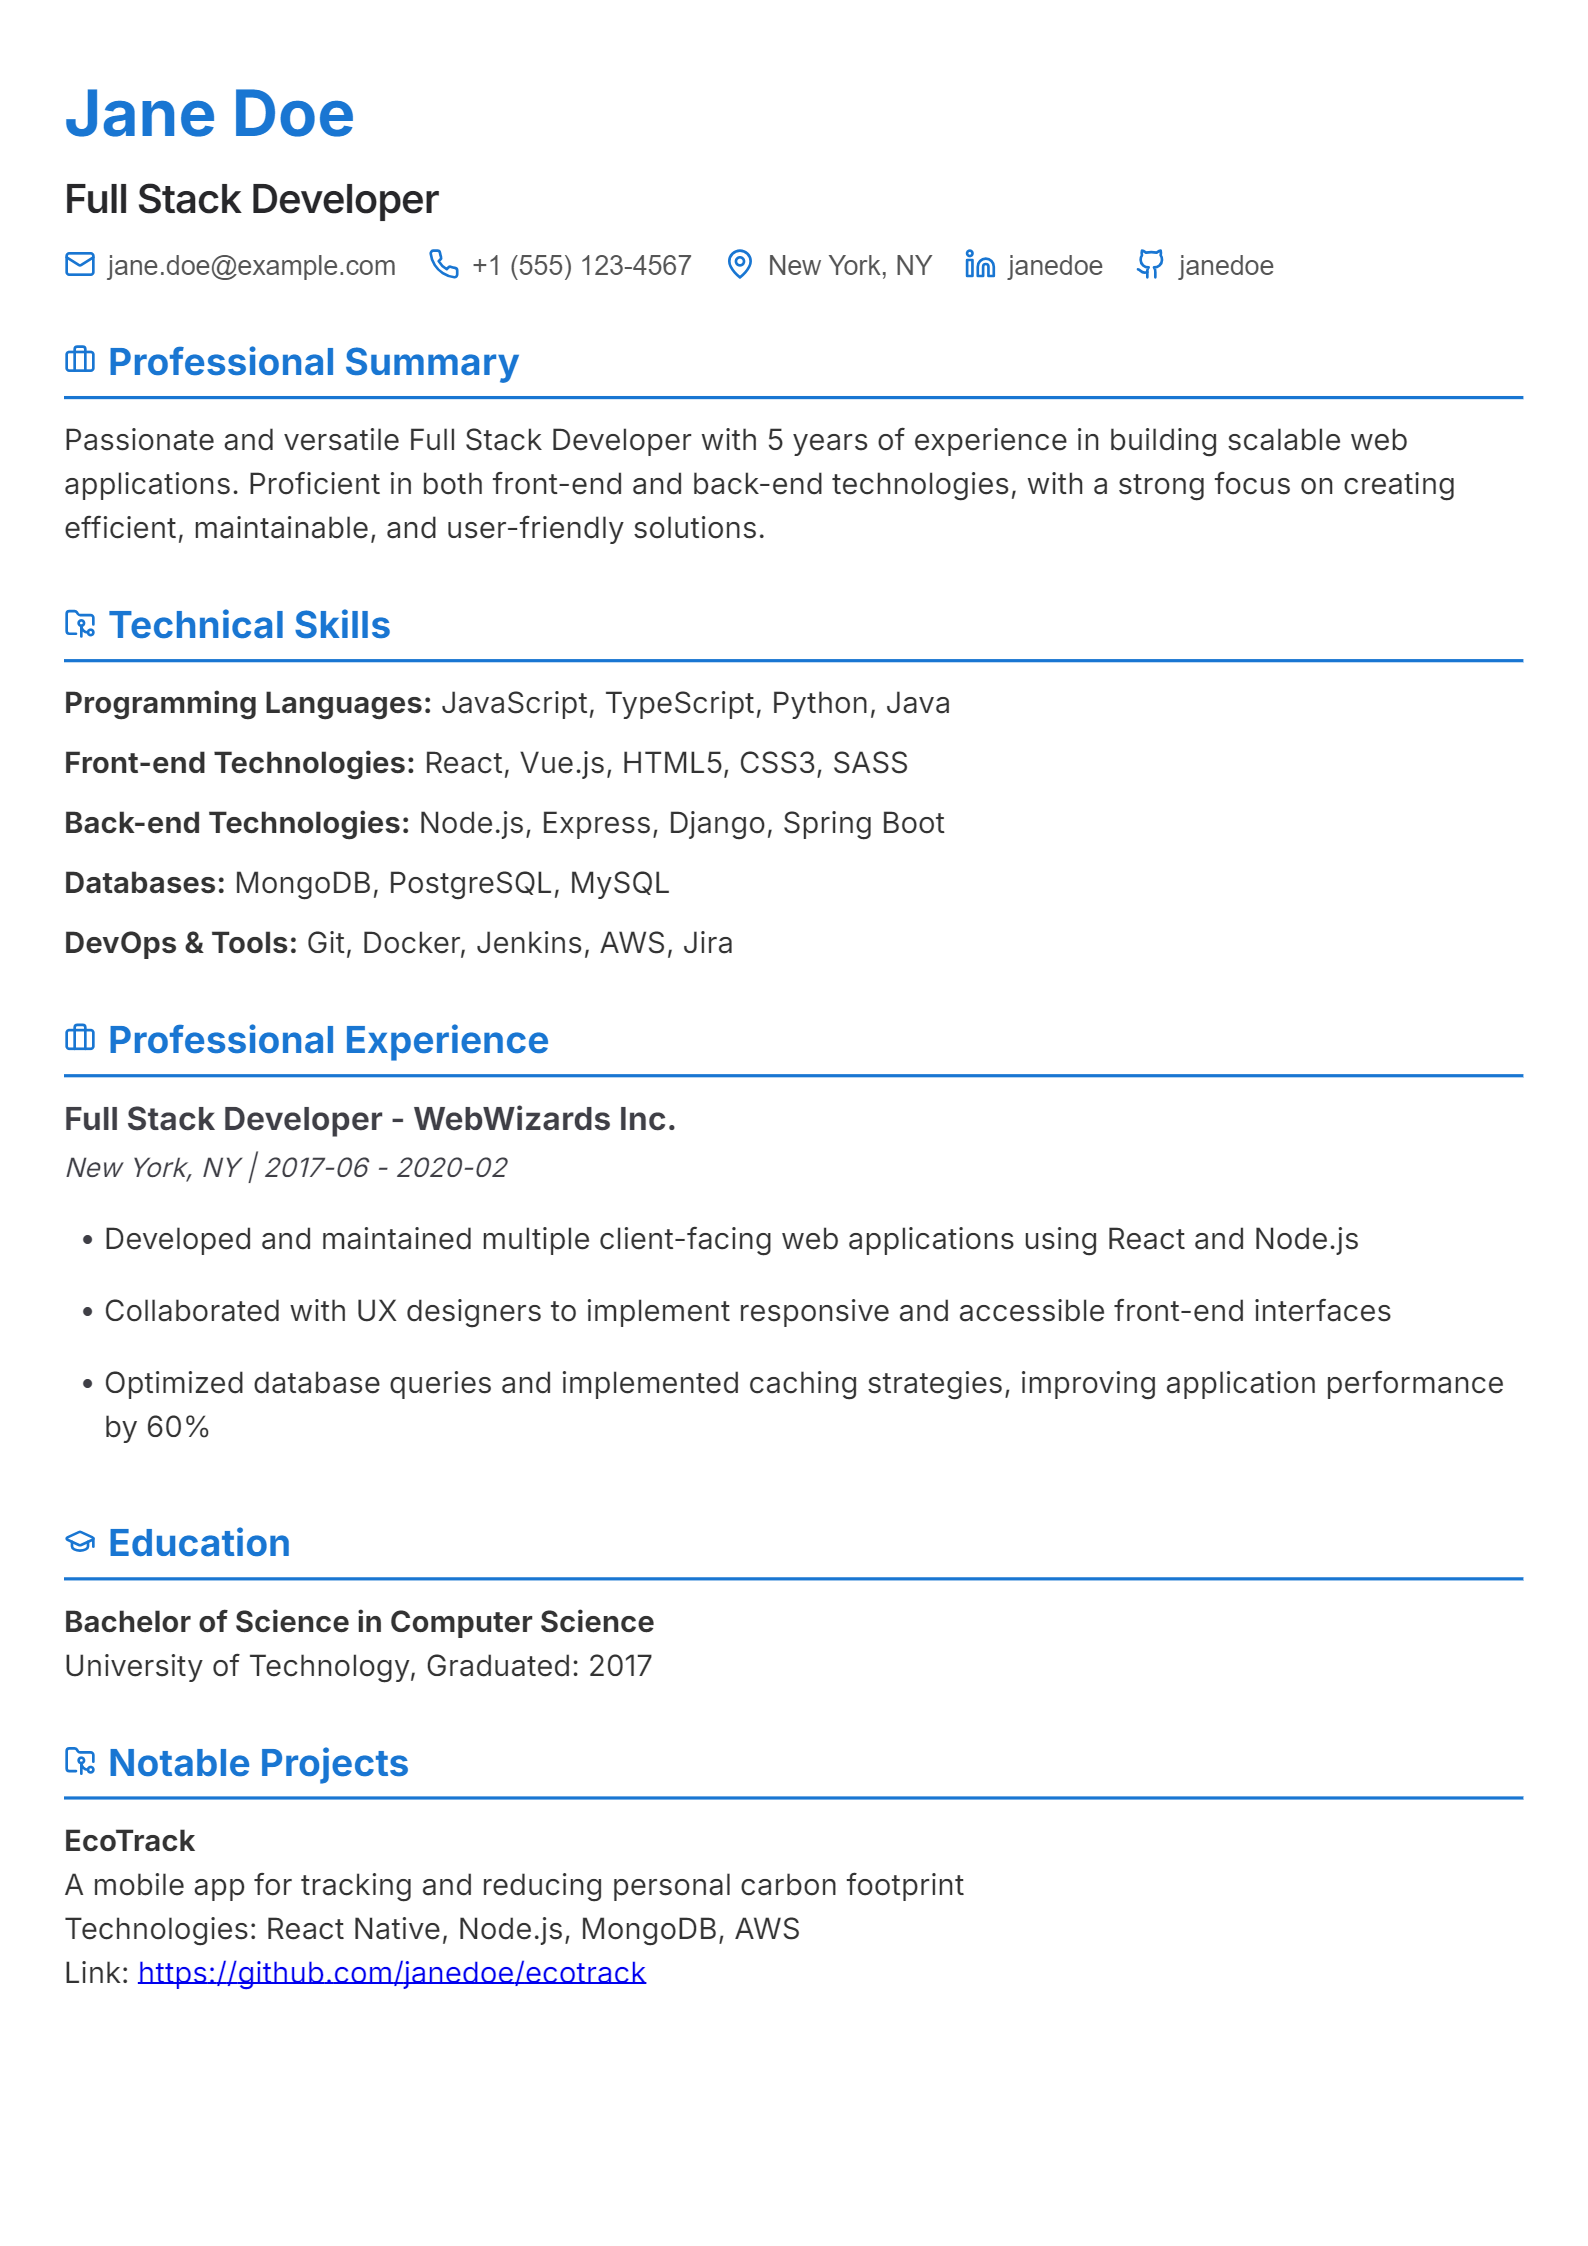 Jane Doe
Full Stack Developer
jane.doe@example.com +1 (555) 123-4567 New York, NY janedoe janedoe
Professional Summary
Passionate and versatile Full Stack Developer with 5 years of experience in building scalable web
applications. Proficient in both front-end and back-end technologies, with a strong focus on creating
efficient, maintainable, and user-friendly solutions.
Technical Skills
Programming Languages: JavaScript, TypeScript, Python, Java
Front-end Technologies: React, Vue.js, HTML5, CSS3, SASS
Back-end Technologies: Node.js, Express, Django, Spring Boot
Databases: MongoDB, PostgreSQL, MySQL
DevOps & Tools: Git, Docker, Jenkins, AWS, Jira
Professional Experience
Full Stack Developer - WebWizards Inc.
New York, NY | 2017-06 - 2020-02
• Developed and maintained multiple client-facing web applications using React and Node.js
• Collaborated with UX designers to implement responsive and accessible front-end interfaces
• Optimized database queries and implemented caching strategies, improving application performance
by 60%
Education
Bachelor of Science in Computer Science
University of Technology, Graduated: 2017
Notable Projects
EcoTrack
A mobile app for tracking and reducing personal carbon footprint
Technologies: React Native, Node.js, MongoDB, AWS
Link: https://github.com/janedoe/ecotrack